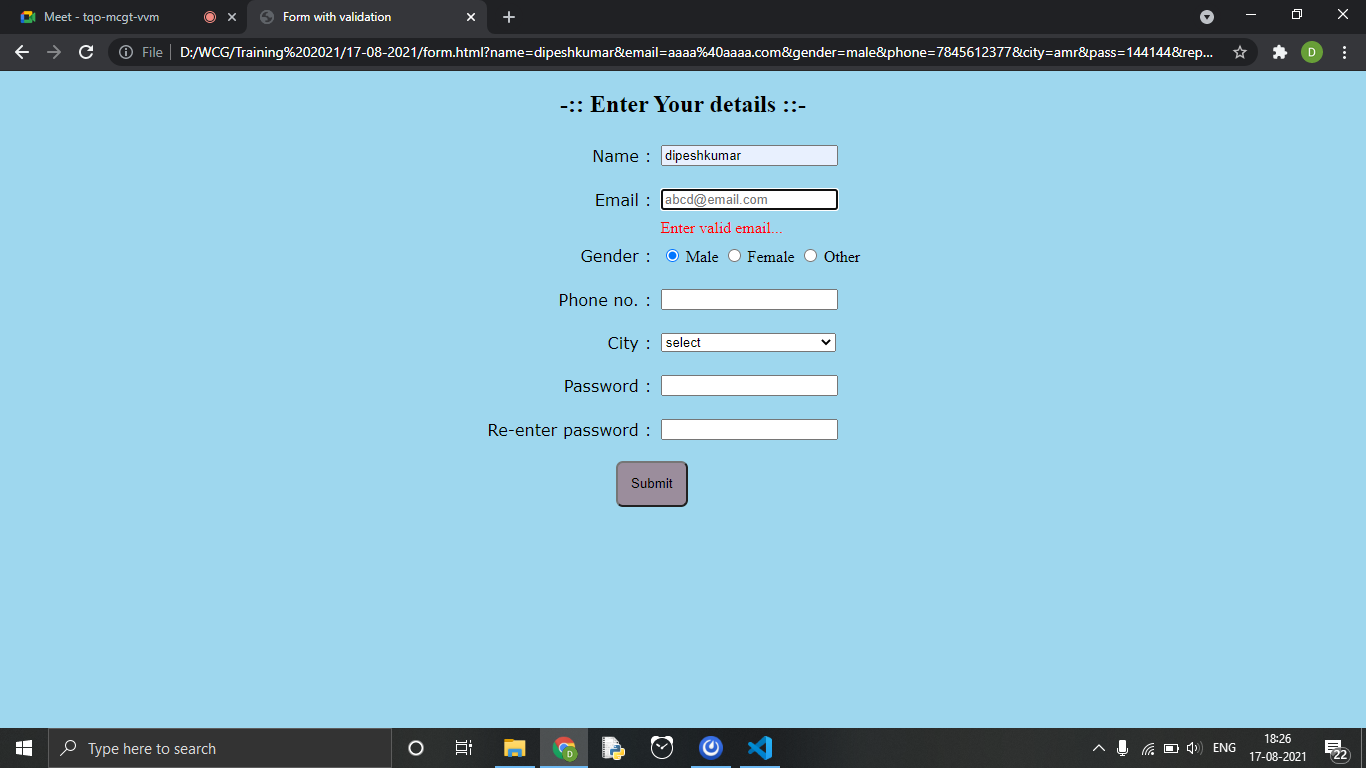 Meet - tqo-mcgt-vvm
Form with validation
File D:/WCG/Training%202021/17-08-2021/form.html?name=dipeshkumar&email=aaaa%40aaaa.com&gender=male&phone=7845612377&city=amr&pass=144144&rep...
D
-:: Enter Your details ::-
Name : dipeshkumar
Email : abcd@email.com
Enter valid email...
Gender : Male Female Other
Phone no. :
City : select
Password :
Re-enter password :
Submit
Type here to search
D
ENG
18:26
17-08-2021
22